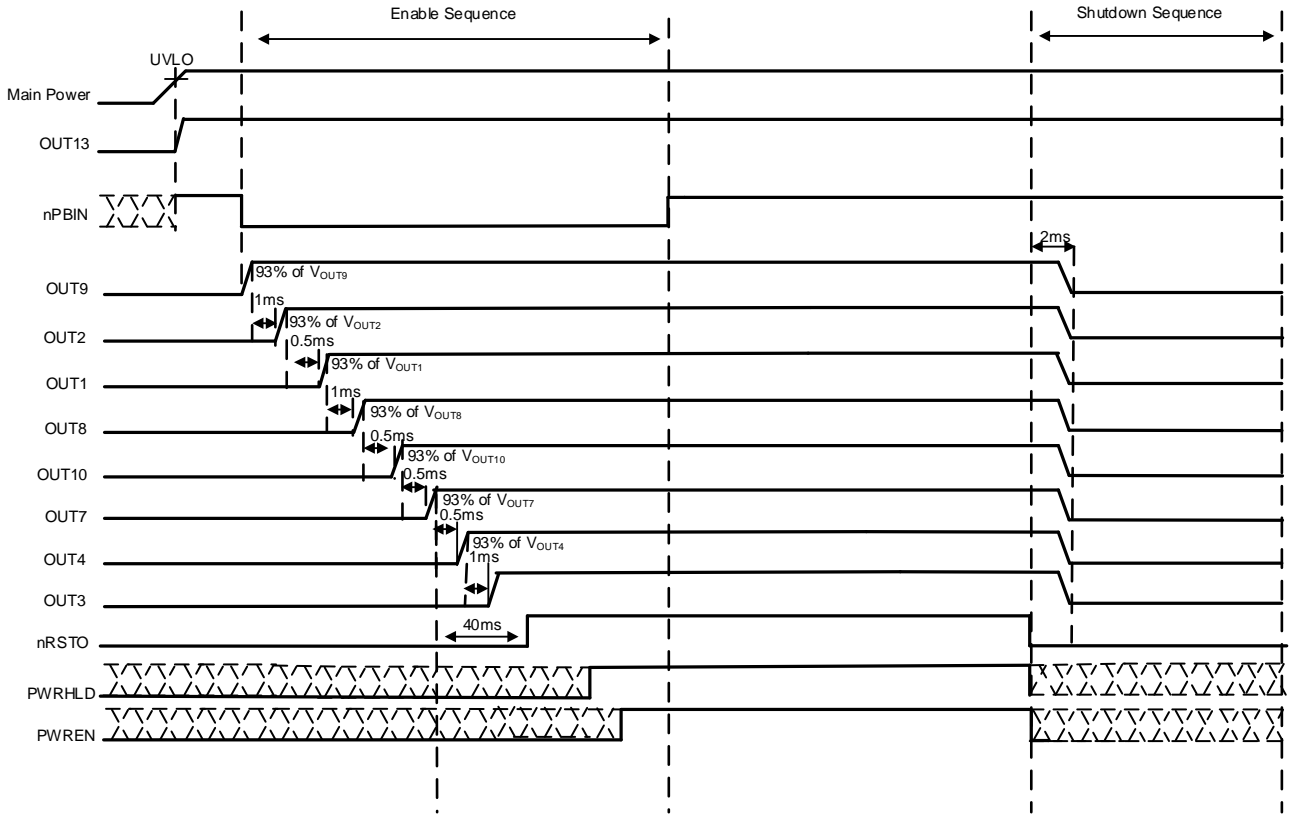 Enable Sequence
Shutdown Sequence
UVLO
Main Power
OUT13
nPBIN
2ms
93% of VOUT9
OUT9
1ms
93% of VOUT2
OUT2
0.5ms
93% of VOUT1
OUT1
1ms
93% of VOUT8
OUT8
0.5ms
93% of VOUT10
OUT10
0.5ms
93% of VOUT7
OUT7
0.5ms
93% of VOUT4
OUT4
1ms
OUT3
40ms
nRSTO
PWRHLD
PWREN